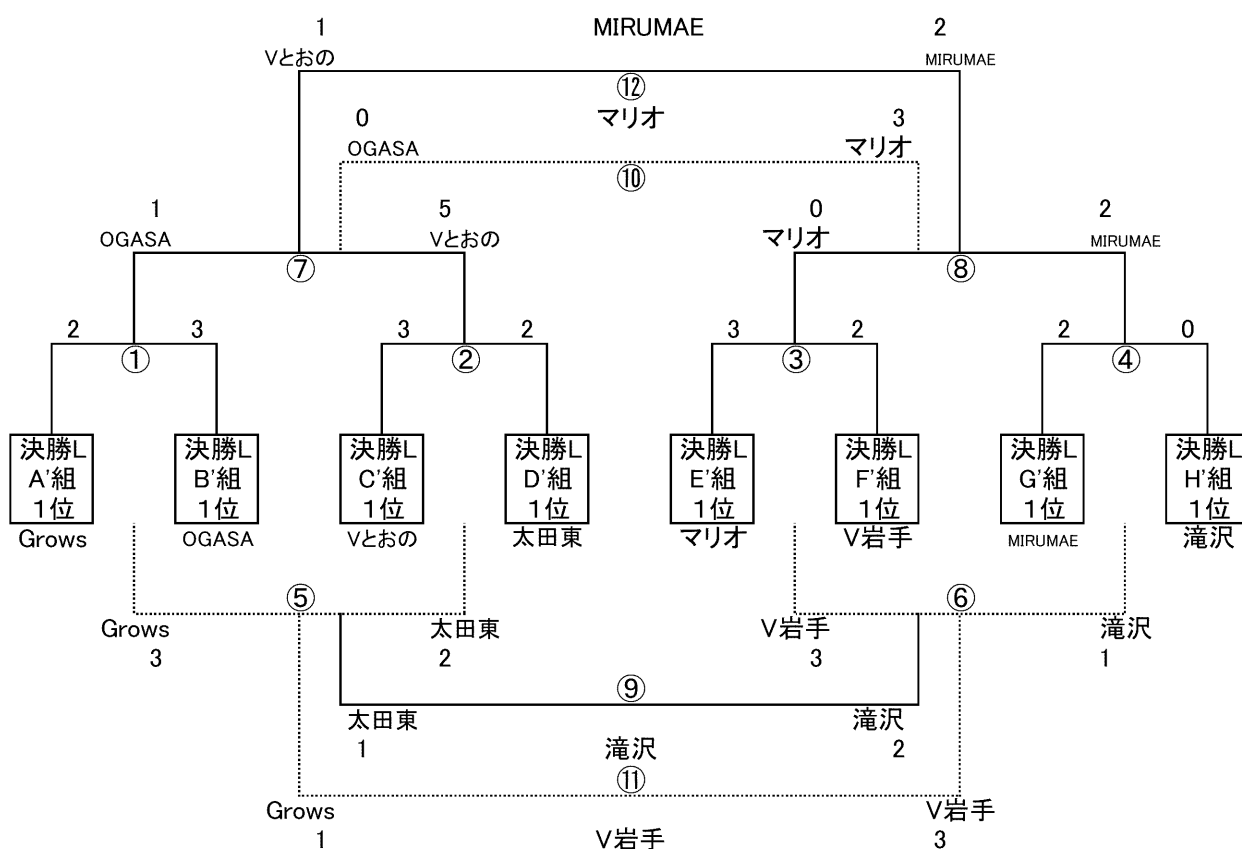 1 MIRUMAE 2
Vとおの MIRUMAE
⑫
0 マリオ 3
OGASA マリオ
⑩
1 5 0 2
OGASA Vとおの マリオ MIRUMAE
⑦ ⑧
2 3 3 2 3 2 2 0
① ② ③ ④
決勝L 決勝L 決勝L 決勝L 決勝L 決勝L 決勝L 決勝L
A'組 B'組 C'組 D'組 E'組 F'組 G'組 H'組
1位 1位 1位 1位 1位 1位 1位 1位
Grows OGASA Vとおの 太田東 マリオ V岩手 MIRUMAE 滝沢
⑤ ⑥
Grows 太田東 V岩手 滝沢
3 2 3 1
⑨
太田東 滝沢
1 滝沢 2
⑪
Grows V岩手
1 V岩手 3